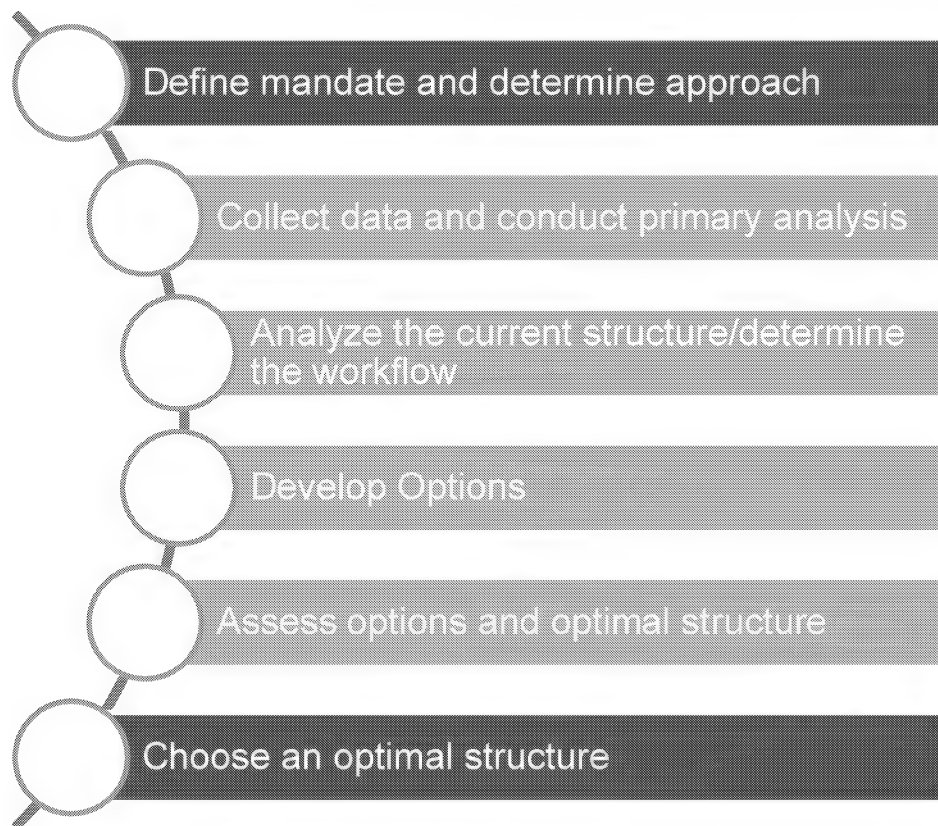 Define mandate and determine approach
Collect data and conduct primary analysis
Analyze the current structure/determine
the workflow
Develop Options
Assess options and optimal structure
Choose an optimal structure